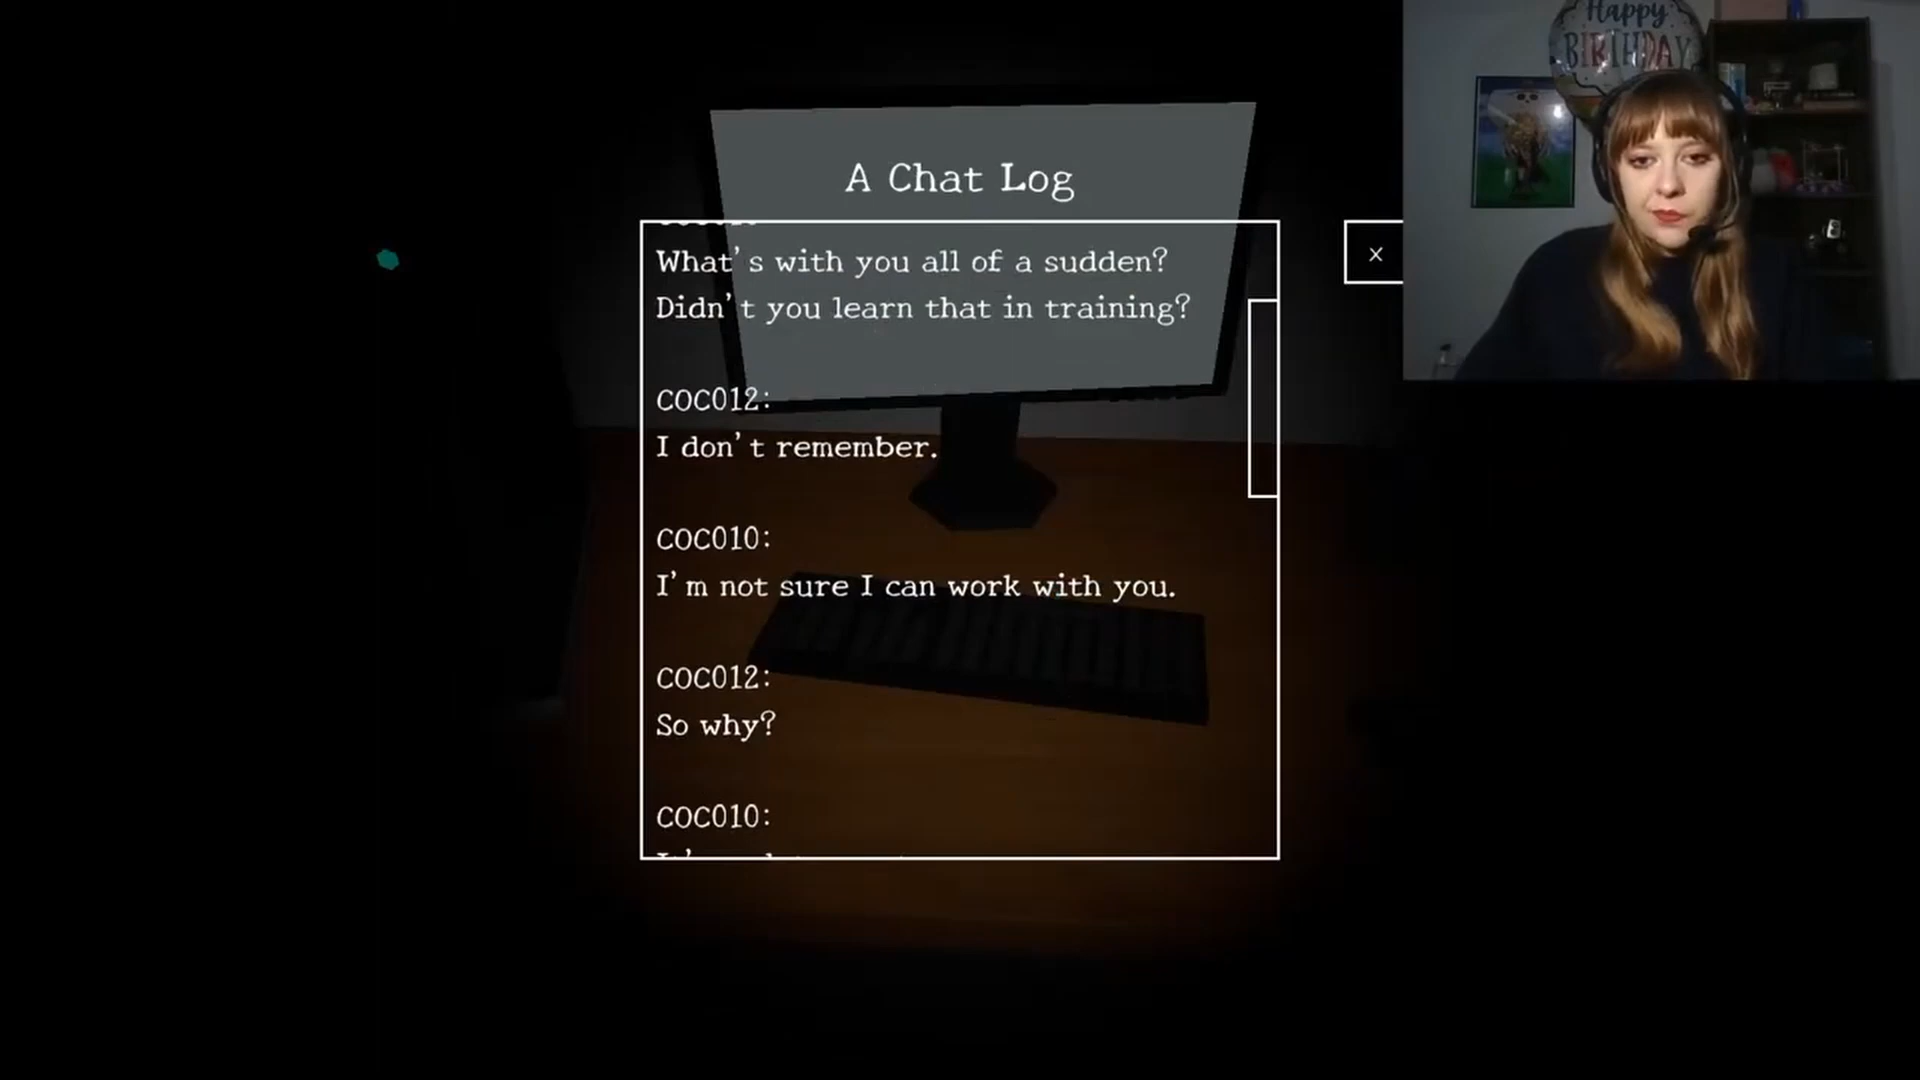 Happy
BIRTHDAY
A Chat Log
What's with you all of a sudden?
Didn't you learn that in training?
COC012:
I don't remember.
COC010:
I'm not sure I can work with you.
COC012:
So why?
COC010:
x